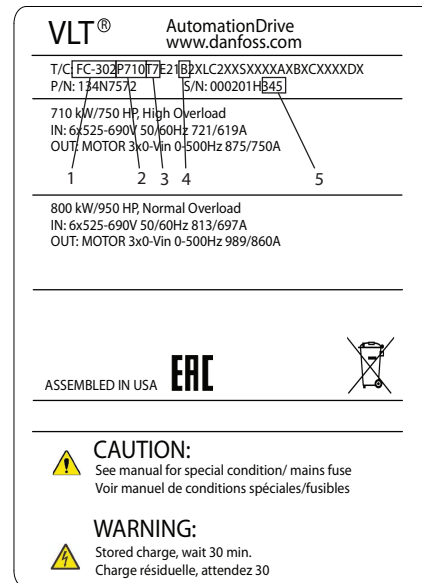 VLT® AutomationDrive
www.danfoss.com
T/C: FC-302P710T7E21B2XLC2XXSXXXXAXBXCXXXXDX
P/N: 134N7572 S/N: 000201H345
710 kW/750 HP, High Overload
IN: 6x525-690V 50/60Hz 721/619A
OUT: MOTOR 3x0-Vin 0-500Hz 875/750A
1 2 3 4 5
800 kW/950 HP, Normal Overload
IN: 6x525-690V 50/60Hz 813/697A
OUT: MOTOR 3x0-Vin 0-500Hz 989/860A
ASSEMBLED IN USA EAC
CAUTION:
See manual for special condition/ mains fuse
Voir manuel de conditions spéciales/fusibles
WARNING:
Stored charge, wait 30 min.
Charge résiduelle, attendez 30